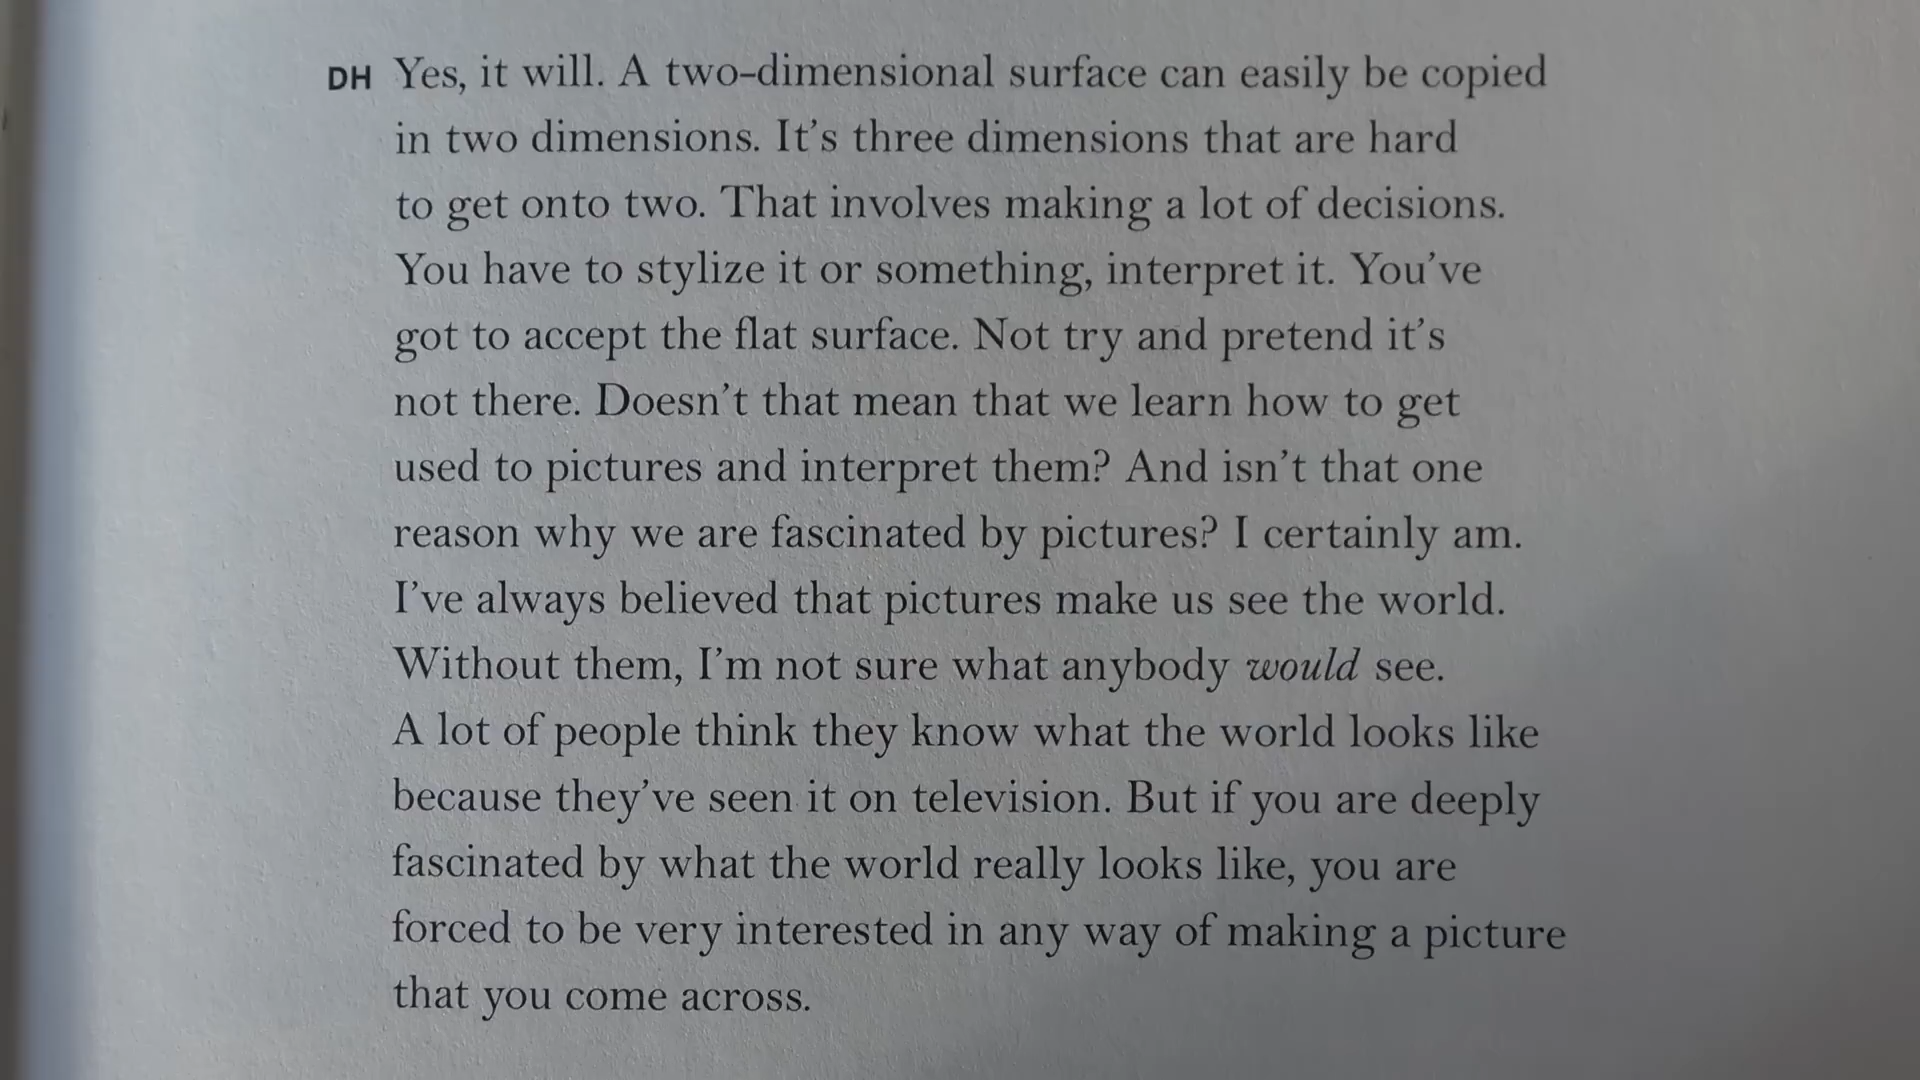 DH Yes, it will. A two-dimensional surface can easily be copied
in two dimensions. It’s three dimensions that are hard
to get onto two. That involves making a lot of decisions.
You have to stylize it or something, interpret it. You’ve
got to accept the flat surface. Not try and pretend it’s
not there. Doesn’t that mean that we learn how to get
used to pictures and interpret them? And isn’t that one
reason why we are fascinated by pictures? I certainly am.
I’ve always believed that pictures make us see the world.
Without them, I’m not sure what anybody would see.
A lot of people think they know what the world looks like
because they’ve seen it on television. But if you are deeply
fascinated by what the world really looks like, you are
forced to be very interested in any way of making a picture
that you come across.